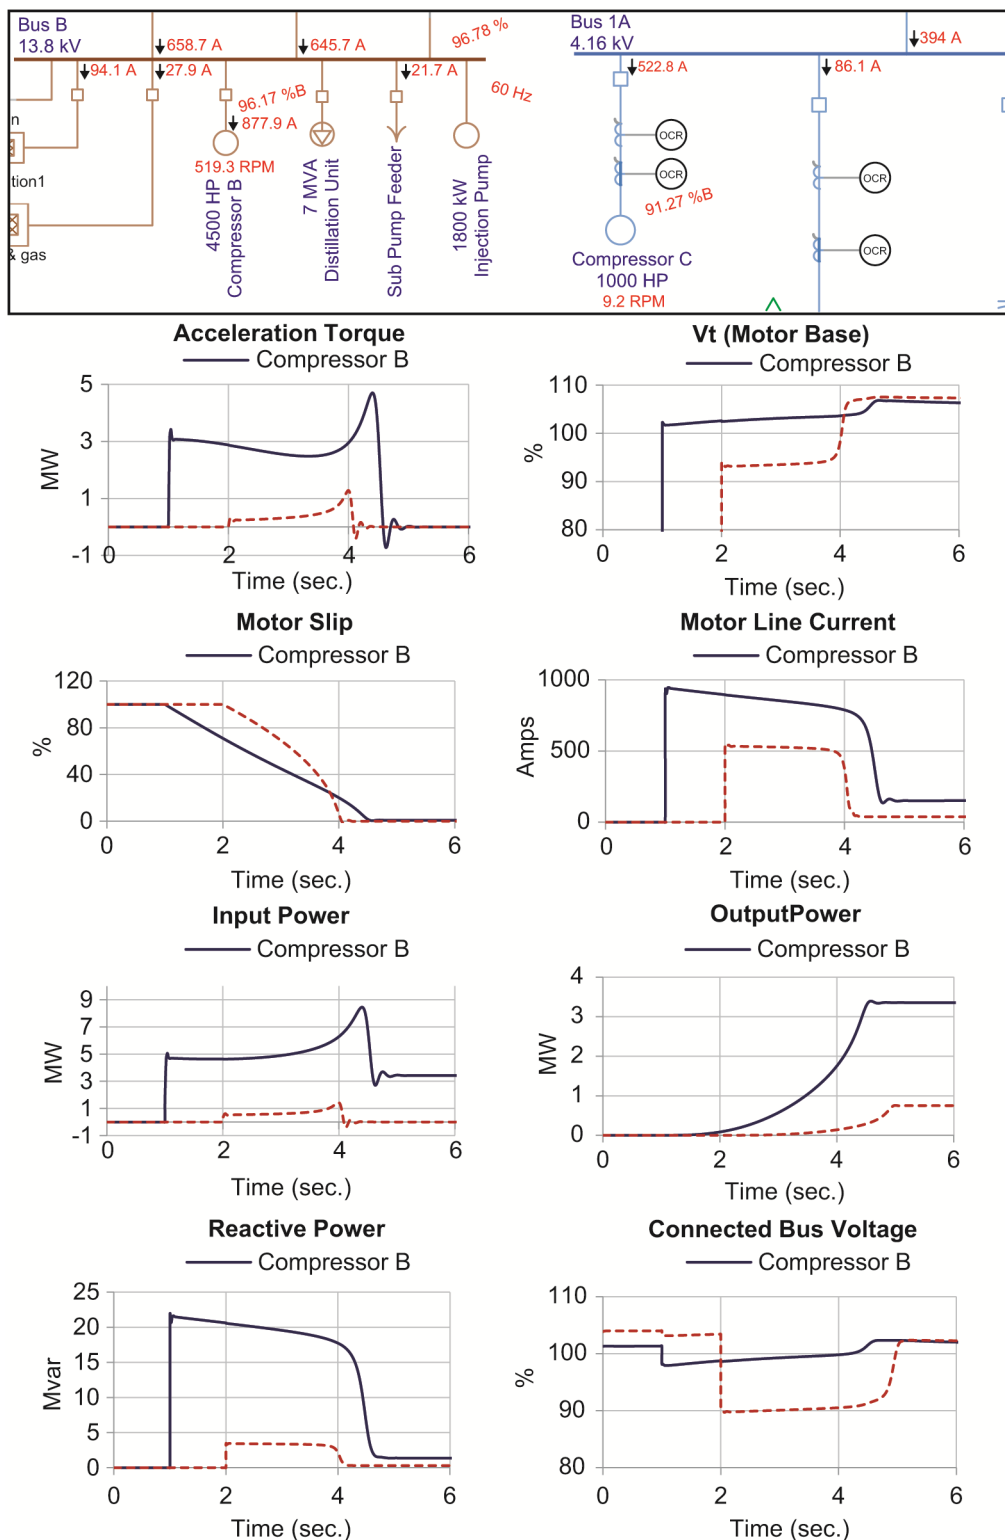 Bus B
13.8 kV
658.7 A
645.7 A
96.78 %
94.1 A
27.9 A
21.7 A
60 Hz
96.17 %B
877.9 A
519.3 RPM
n
tion1
& gas
4500 HP
Compressor B
7 MVA
Distillation Unit
Sub Pump Feeder
1800 kW
Injection Pump
Bus 1A
4.16 kV
394 A
522.8 A
86.1 A
OCR
OCR
OCR
OCR
91.27 %B
Compressor C
1000 HP
9.2 RPM
Acceleration Torque
Compressor B
5
3
1
-1
MW
0 2 4 6
Time (sec.)
Vt (Motor Base)
Compressor B
110
100
90
80
%
0 2 4 6
Time (sec.)
Motor Slip
Compressor B
120
80
40
0
%
0 2 4 6
Time (sec.)
Motor Line Current
Compressor B
1000
500
0
Amps
0 2 4 6
Time (sec.)
Input Power
Compressor B
9
7
5
3
1
-1
MW
0 2 4 6
Time (sec.)
OutputPower
Compressor B
4
3
2
1
0
MW
0 2 4 6
Time (sec.)
Reactive Power
Compressor B
25
20
15
10
5
0
Mvar
0 2 4 6
Time (sec.)
Connected Bus Voltage
Compressor B
110
100
90
80
%
0 2 4 6
Time (sec.)